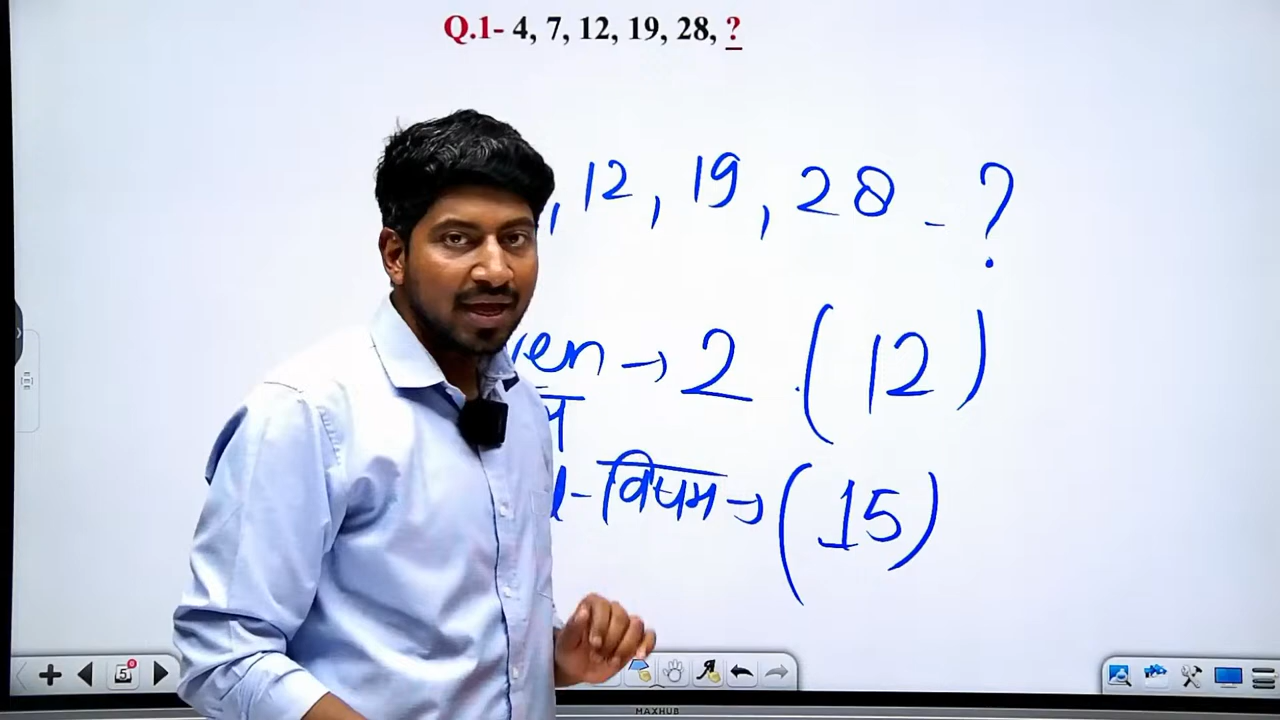 Q.1- 4, 7, 12, 19, 28, ?
, 12, 19, 28 - ?
ven → 2 (12)
विषम → (15)
5
MAXHUB